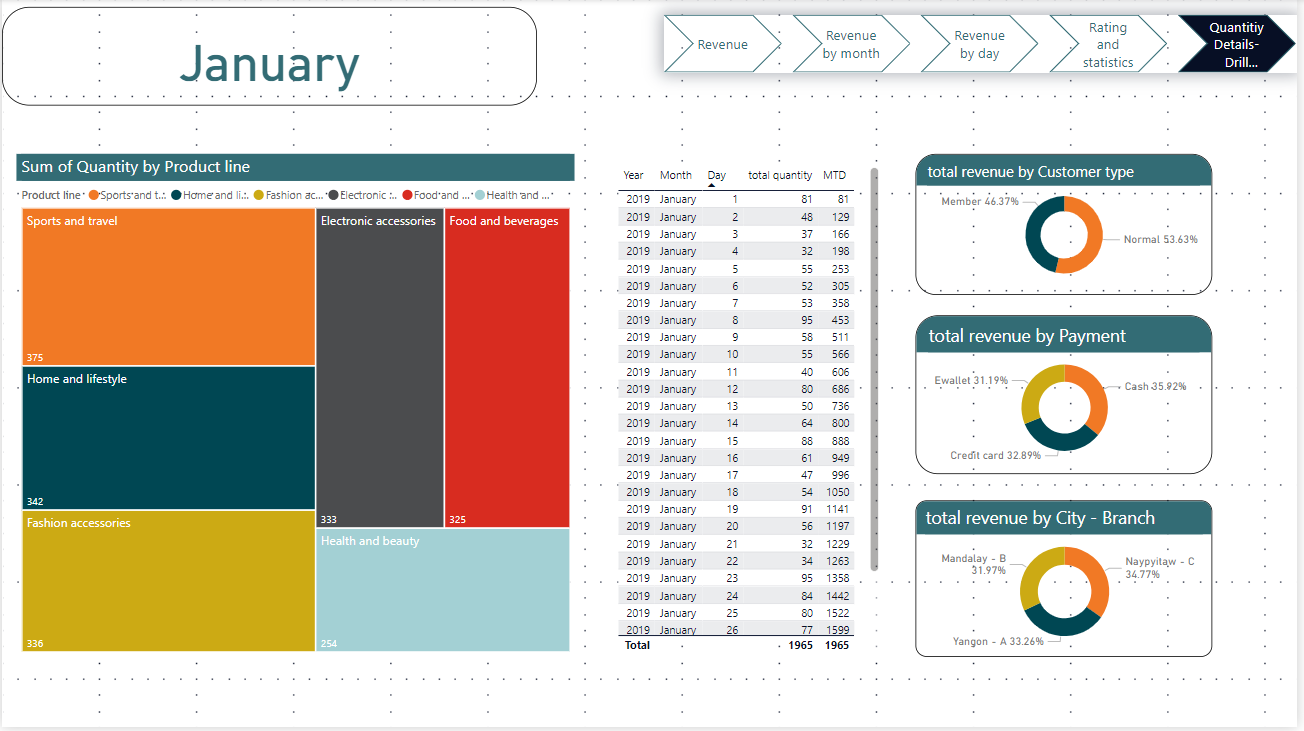 January
Revenue
Revenue
by month
Revenue
by day
Rating
and
statistics
Quantitiy
Details-
Drill...
Sum of Quantity by Product line
Product line Sports and t... Home and li... Fashion ac... Electronic ... Food and ... Health and ...
Sports and travel
375
Home and lifestyle
342
Fashion accessories
336
Electronic accessories
333
Food and beverages
325
Health and beauty
254
Year Month Day total quantity MTD
2019 January 1 81 81
2019 January 2 48 129
2019 January 3 37 166
2019 January 4 32 198
2019 January 5 55 253
2019 January 6 52 305
2019 January 7 53 358
2019 January 8 95 453
2019 January 9 58 511
2019 January 10 55 566
2019 January 11 40 606
2019 January 12 80 686
2019 January 13 50 736
2019 January 14 64 800
2019 January 15 88 888
2019 January 16 61 949
2019 January 17 47 996
2019 January 18 54 1050
2019 January 19 91 1141
2019 January 20 56 1197
2019 January 21 32 1229
2019 January 22 34 1263
2019 January 23 95 1358
2019 January 24 84 1442
2019 January 25 80 1522
2019 January 26 77 1599
Total 1965 1965
total revenue by Customer type
Member 46.37%
Normal 53.63%
total revenue by Payment
Ewallet 31.19%
Cash 35.92%
Credit card 32.89%
total revenue by City - Branch
Mandalay - B
31.97%
Naypyitaw - C
34.77%
Yangon - A 33.26%